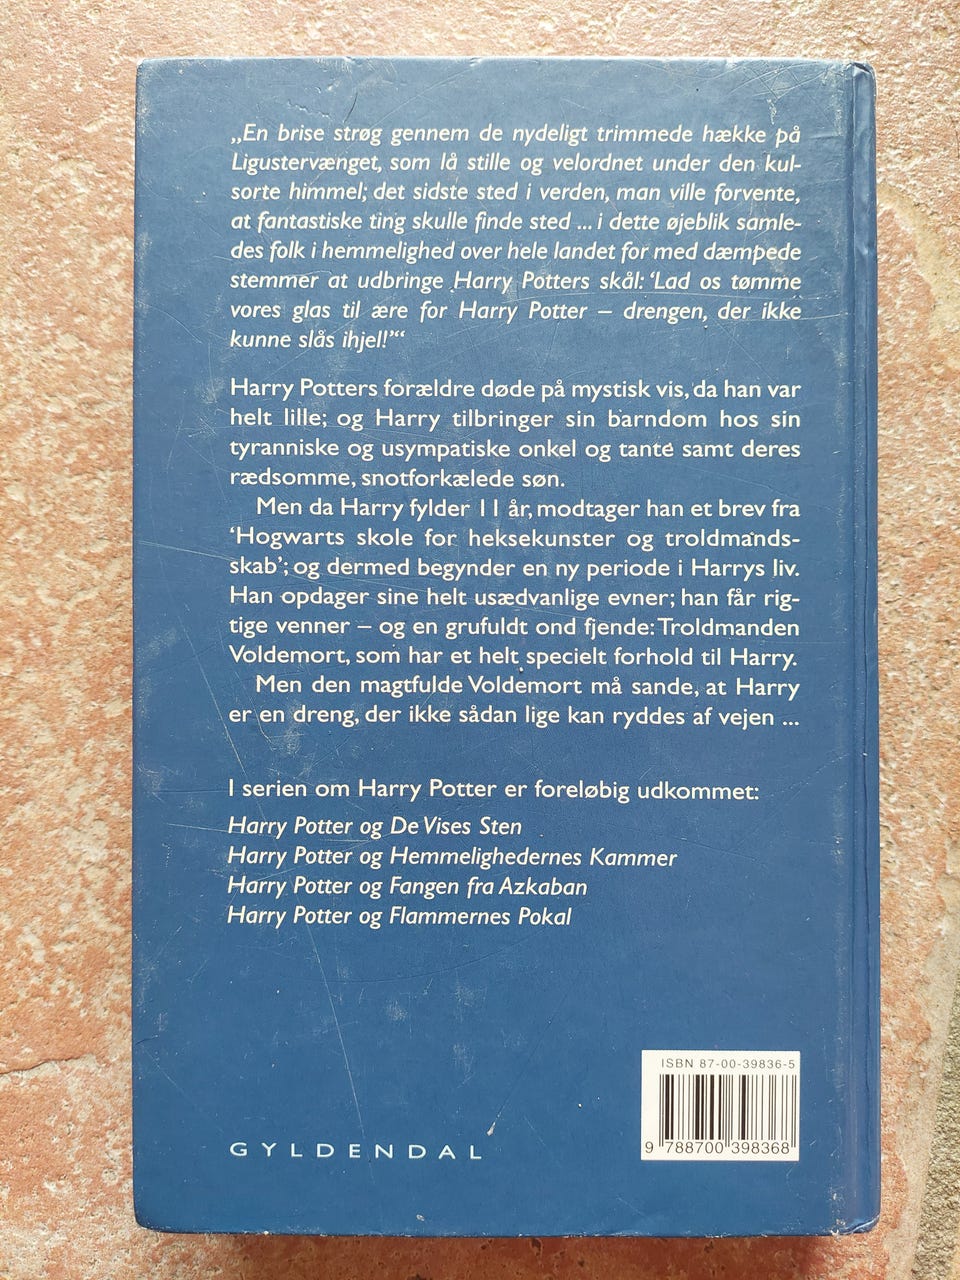 „En brise strøg gennem de nydeligt trimmede hække på
Ligustervænget, som lå stille og velordnet under den kul-
sorte himmel; det sidste sted i verden, man ville forvente,
at fantastiske ting skulle finde sted ... i dette øjeblik samle-
des folk i hemmelighed over hele landet for med dæmpede
stemmer at udbringe Harry Potters skål: ‘Lad os tømme
vores glas til ære for Harry Potter – drengen, der ikke
kunne slås ihjel!’“
Harry Potters forældre døde på mystisk vis, da han var
helt lille; og Harry tilbringer sin barndom hos sin
tyranniske og usympatiske onkel og tante samt deres
rædsomme, snotforkælede søn.
Men da Harry fylder 11 år, modtager han et brev fra
‘Hogwarts skole for heksekunster og troldmands-
skab’; og dermed begynder en ny periode i Harrys liv.
Han opdager sine helt usædvanlige evner; han får rig-
tige venner – og en grufuldt ond fjende: Troldmanden
Voldemort, som har et helt specielt forhold til Harry.
Men den magtfulde Voldemort må sande, at Harry
er en dreng, der ikke sådan lige kan ryddes af vejen ...
I serien om Harry Potter er foreløbig udkommet:
Harry Potter og De Vises Sten
Harry Potter og Hemmelighedernes Kammer
Harry Potter og Fangen fra Azkaban
Harry Potter og Flammernes Pokal
ISBN 87-00-39836-5
9 788700 398368
GYLDENDAL